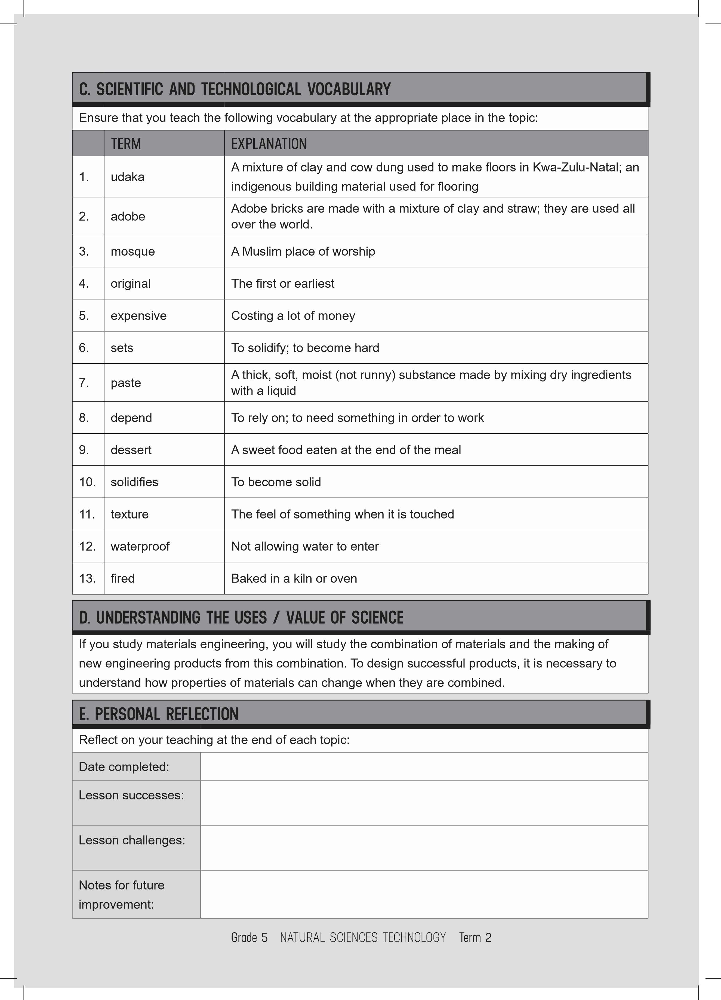 C. SCIENTIFIC AND TECHNOLOGICAL VOCABULARY
Ensure that you teach the following vocabulary at the appropriate place in the topic:
TERM EXPLANATION
1. udaka A mixture of clay and cow dung used to make floors in Kwa-Zulu-Natal; an
indigenous building material used for flooring
2. adobe Adobe bricks are made with a mixture of clay and straw; they are used all
over the world.
3. mosque A Muslim place of worship
4. original The first or earliest
5. expensive Costing a lot of money
6. sets To solidify; to become hard
7. paste A thick, soft, moist (not runny) substance made by mixing dry ingredients
with a liquid
8. depend To rely on; to need something in order to work
9. dessert A sweet food eaten at the end of the meal
10. solidifies To become solid
11. texture The feel of something when it is touched
12. waterproof Not allowing water to enter
13. fired Baked in a kiln or oven
D. UNDERSTANDING THE USES / VALUE OF SCIENCE
If you study materials engineering, you will study the combination of materials and the making of
new engineering products from this combination. To design successful products, it is necessary to
understand how properties of materials can change when they are combined.
E. PERSONAL REFLECTION
Reflect on your teaching at the end of each topic:
Date completed:
Lesson successes:
Lesson challenges:
Notes for future
improvement:
Grade 5 NATURAL SCIENCES TECHNOLOGY Term 2